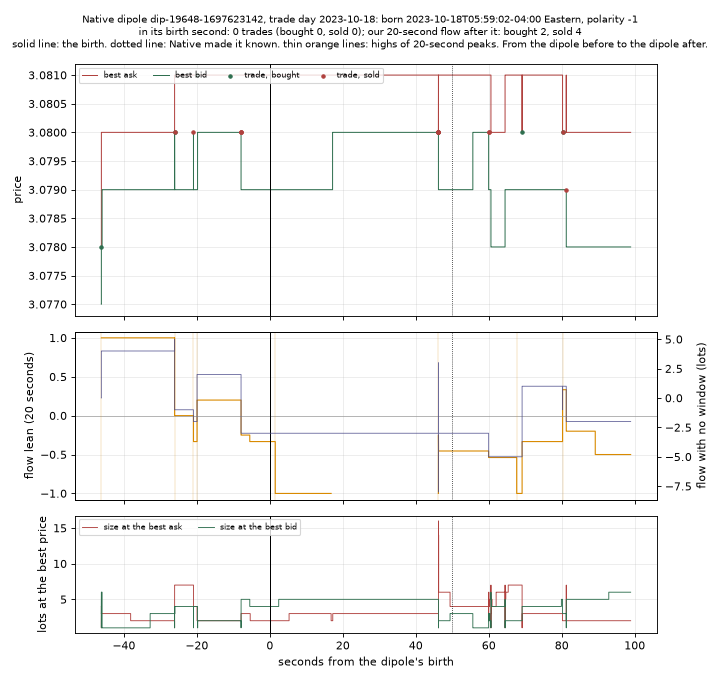 Native dipole dip-19648-1697623142, trade day 2023-10-18: born 2023-10-18T05:59:02-04:00 Eastern, polarity -1
in its birth second: 0 trades (bought 0, sold 0); our 20-second flow after it: bought 2, sold 4
solid line: the birth. dotted line: Native made it known. thin orange lines: highs of 20-second peaks. From the dipole before to the dipole after.
best ask best bid trade, bought trade, sold
3.0810
3.0805
3.0800
3.0795
3.0790
3.0785
3.0780
3.0775
3.0770
price
1.0
0.5
0.0
−0.5
−1.0
flow lean (20 seconds)
5.0
2.5
0.0
−2.5
−5.0
−7.5
flow with no window (lots)
size at the best ask size at the best bid
15
10
5
lots at the best price
−40 −20 0 20 40 60 80 100
seconds from the dipole's birth